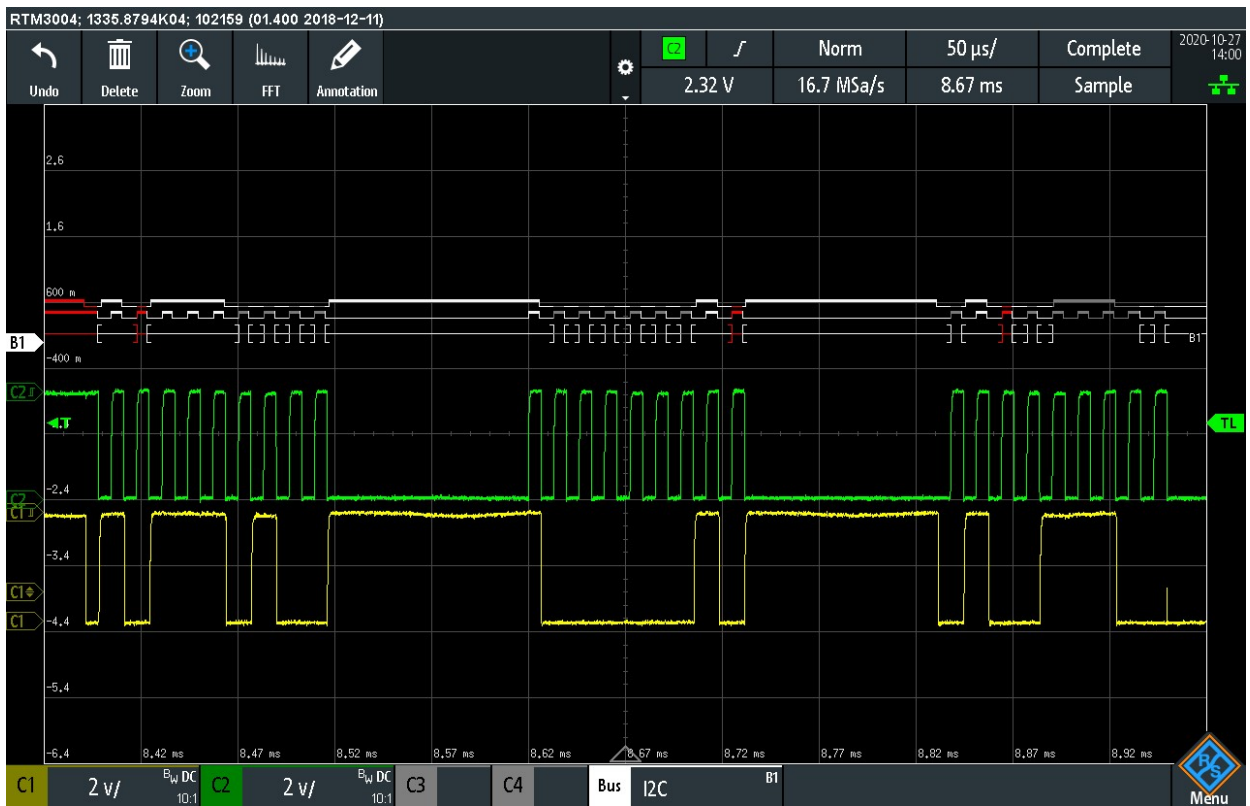 RTM3004; 1335.8794K04; 102159 (01.400 2018-12-11)
Undo Delete Zoom FFT Annotation
C2 Norm 50 µs/ Complete 2020-10-27
14:00
2.32 V 16.7 MSa/s 8.67 ms Sample
2.6
1.6
600 m
B1 B1
-400 m
C2
T TL
-2.4
C2
C1
-3.4
C1
C1 -4.4
-5.4
-6.4 8.42 ms 8.47 ms 8.52 ms 8.57 ms 8.62 ms 8.67 ms 8.72 ms 8.77 ms 8.82 ms 8.87 ms 8.92 ms
C1 2 V/ BW DC 10:1 C2 2 V/ BW DC 10:1 C3 C4 Bus I2C B1 R&S Menu